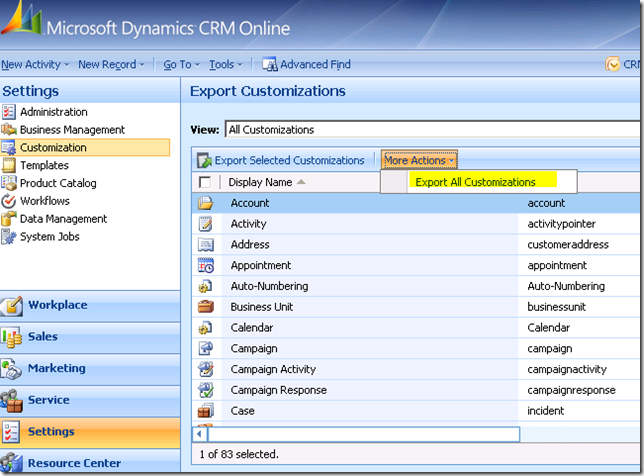 Microsoft Dynamics CRM Online
New Activity New Record Go To Tools Advanced Find CRM
Settings
Administration
Business Management
Customization
Templates
Product Catalog
Workflows
Data Management
System Jobs
Workplace
Sales
Marketing
Service
Settings
Resource Center
Export Customizations
View: All Customizations
Export Selected Customizations More Actions
Export All Customizations
Display Name
Account account
Activity activitypointer
Address customeraddress
Appointment appointment
Auto-Numbering Auto-Numbering
Business Unit businessunit
Calendar Calendar
Campaign campaign
Campaign Activity campaignactivity
Campaign Response campaignresponse
Case incident
1 of 83 selected.